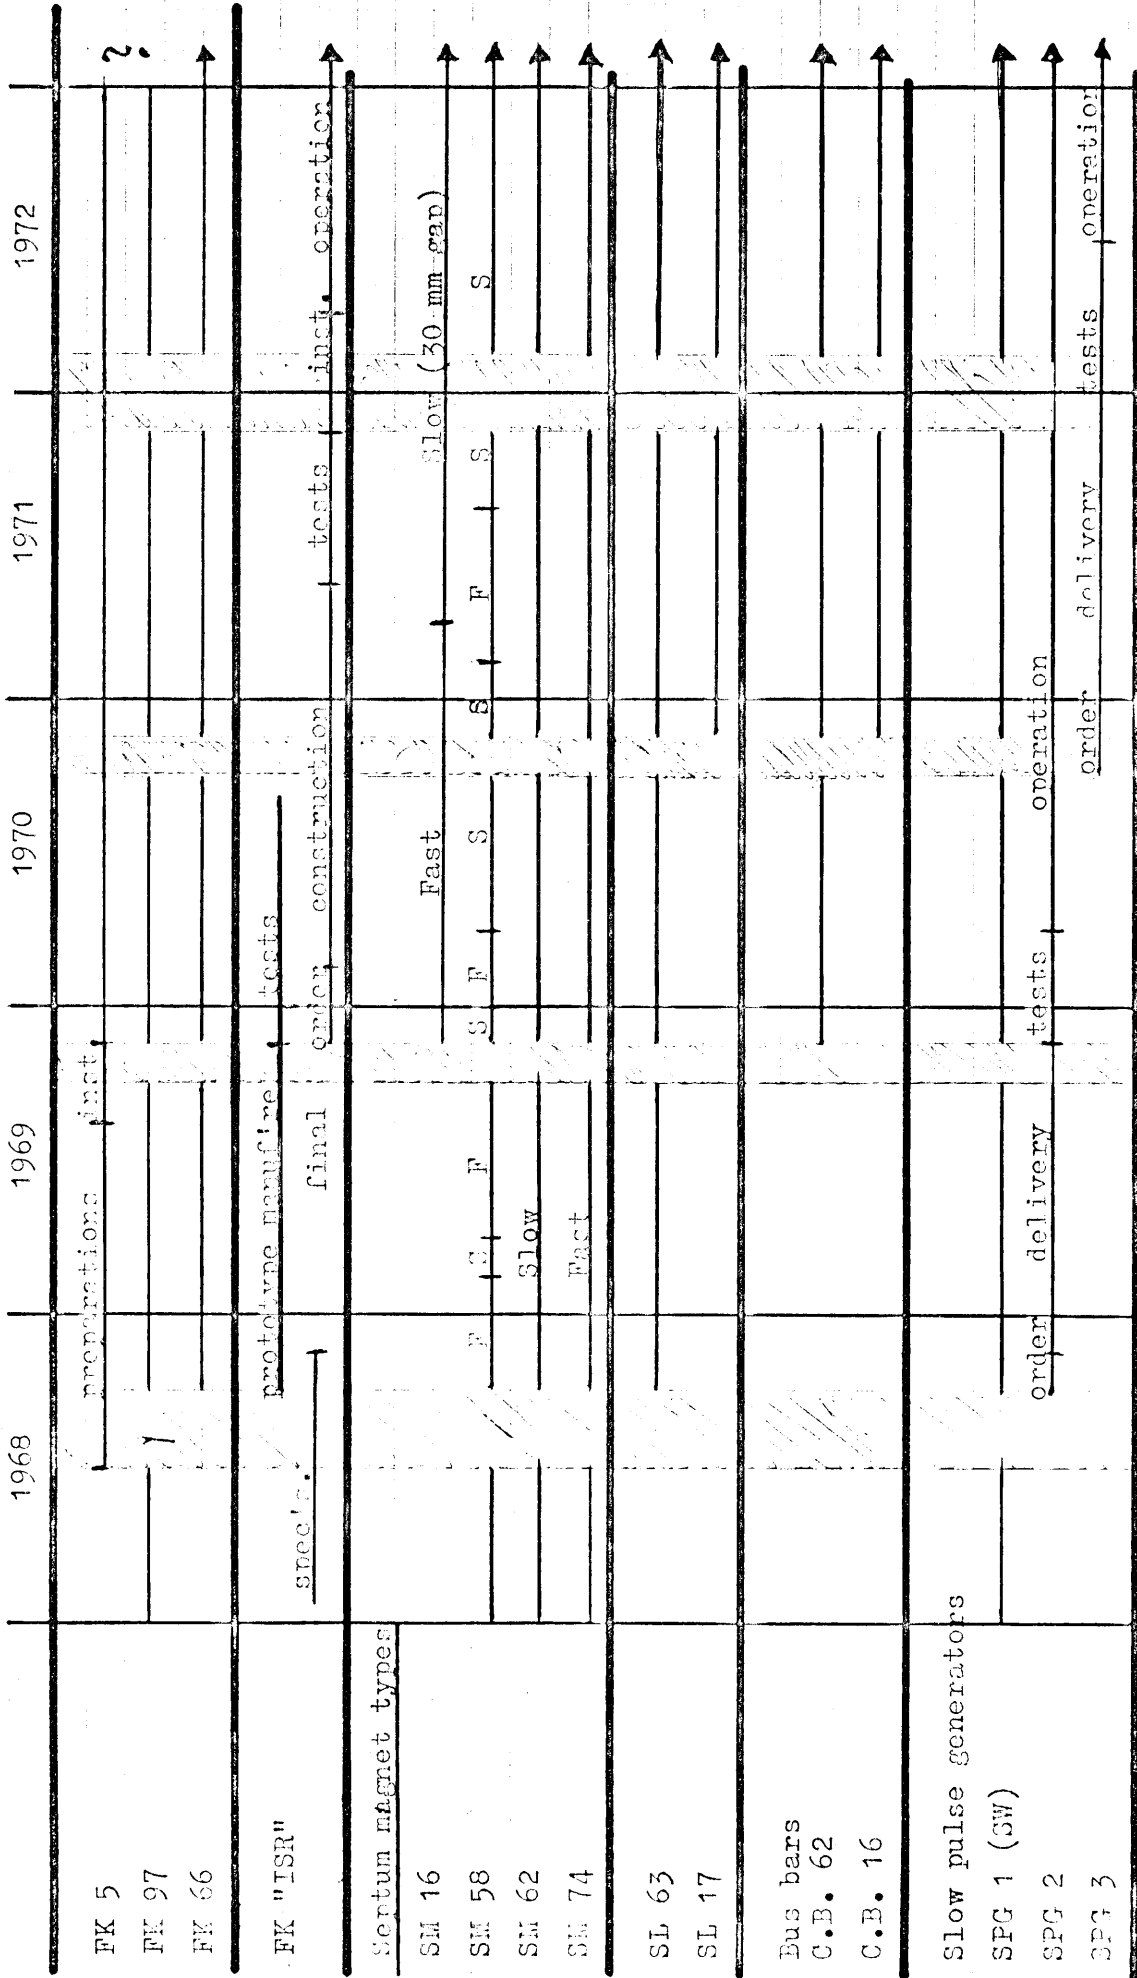 1968 1969 1970 1971 1972
FK 5 preparations inst ?
FK 97
FK 66
FK "ISR" prototype manuf're tests
spec's. final order construction tests inst. operation
Septum magnet types
SM 16 Fast Slow (30 mm gap)
SM 58 F S F S F S S F S S
SM 62 Slow
SM 74 Fast
SL 63
SL 17
Bus bars
C.B. 62
C.B. 16
Slow pulse generators
SPG 1 (SW)
SPG 2 order delivery tests operation
SPG 3 order delivery tests operation